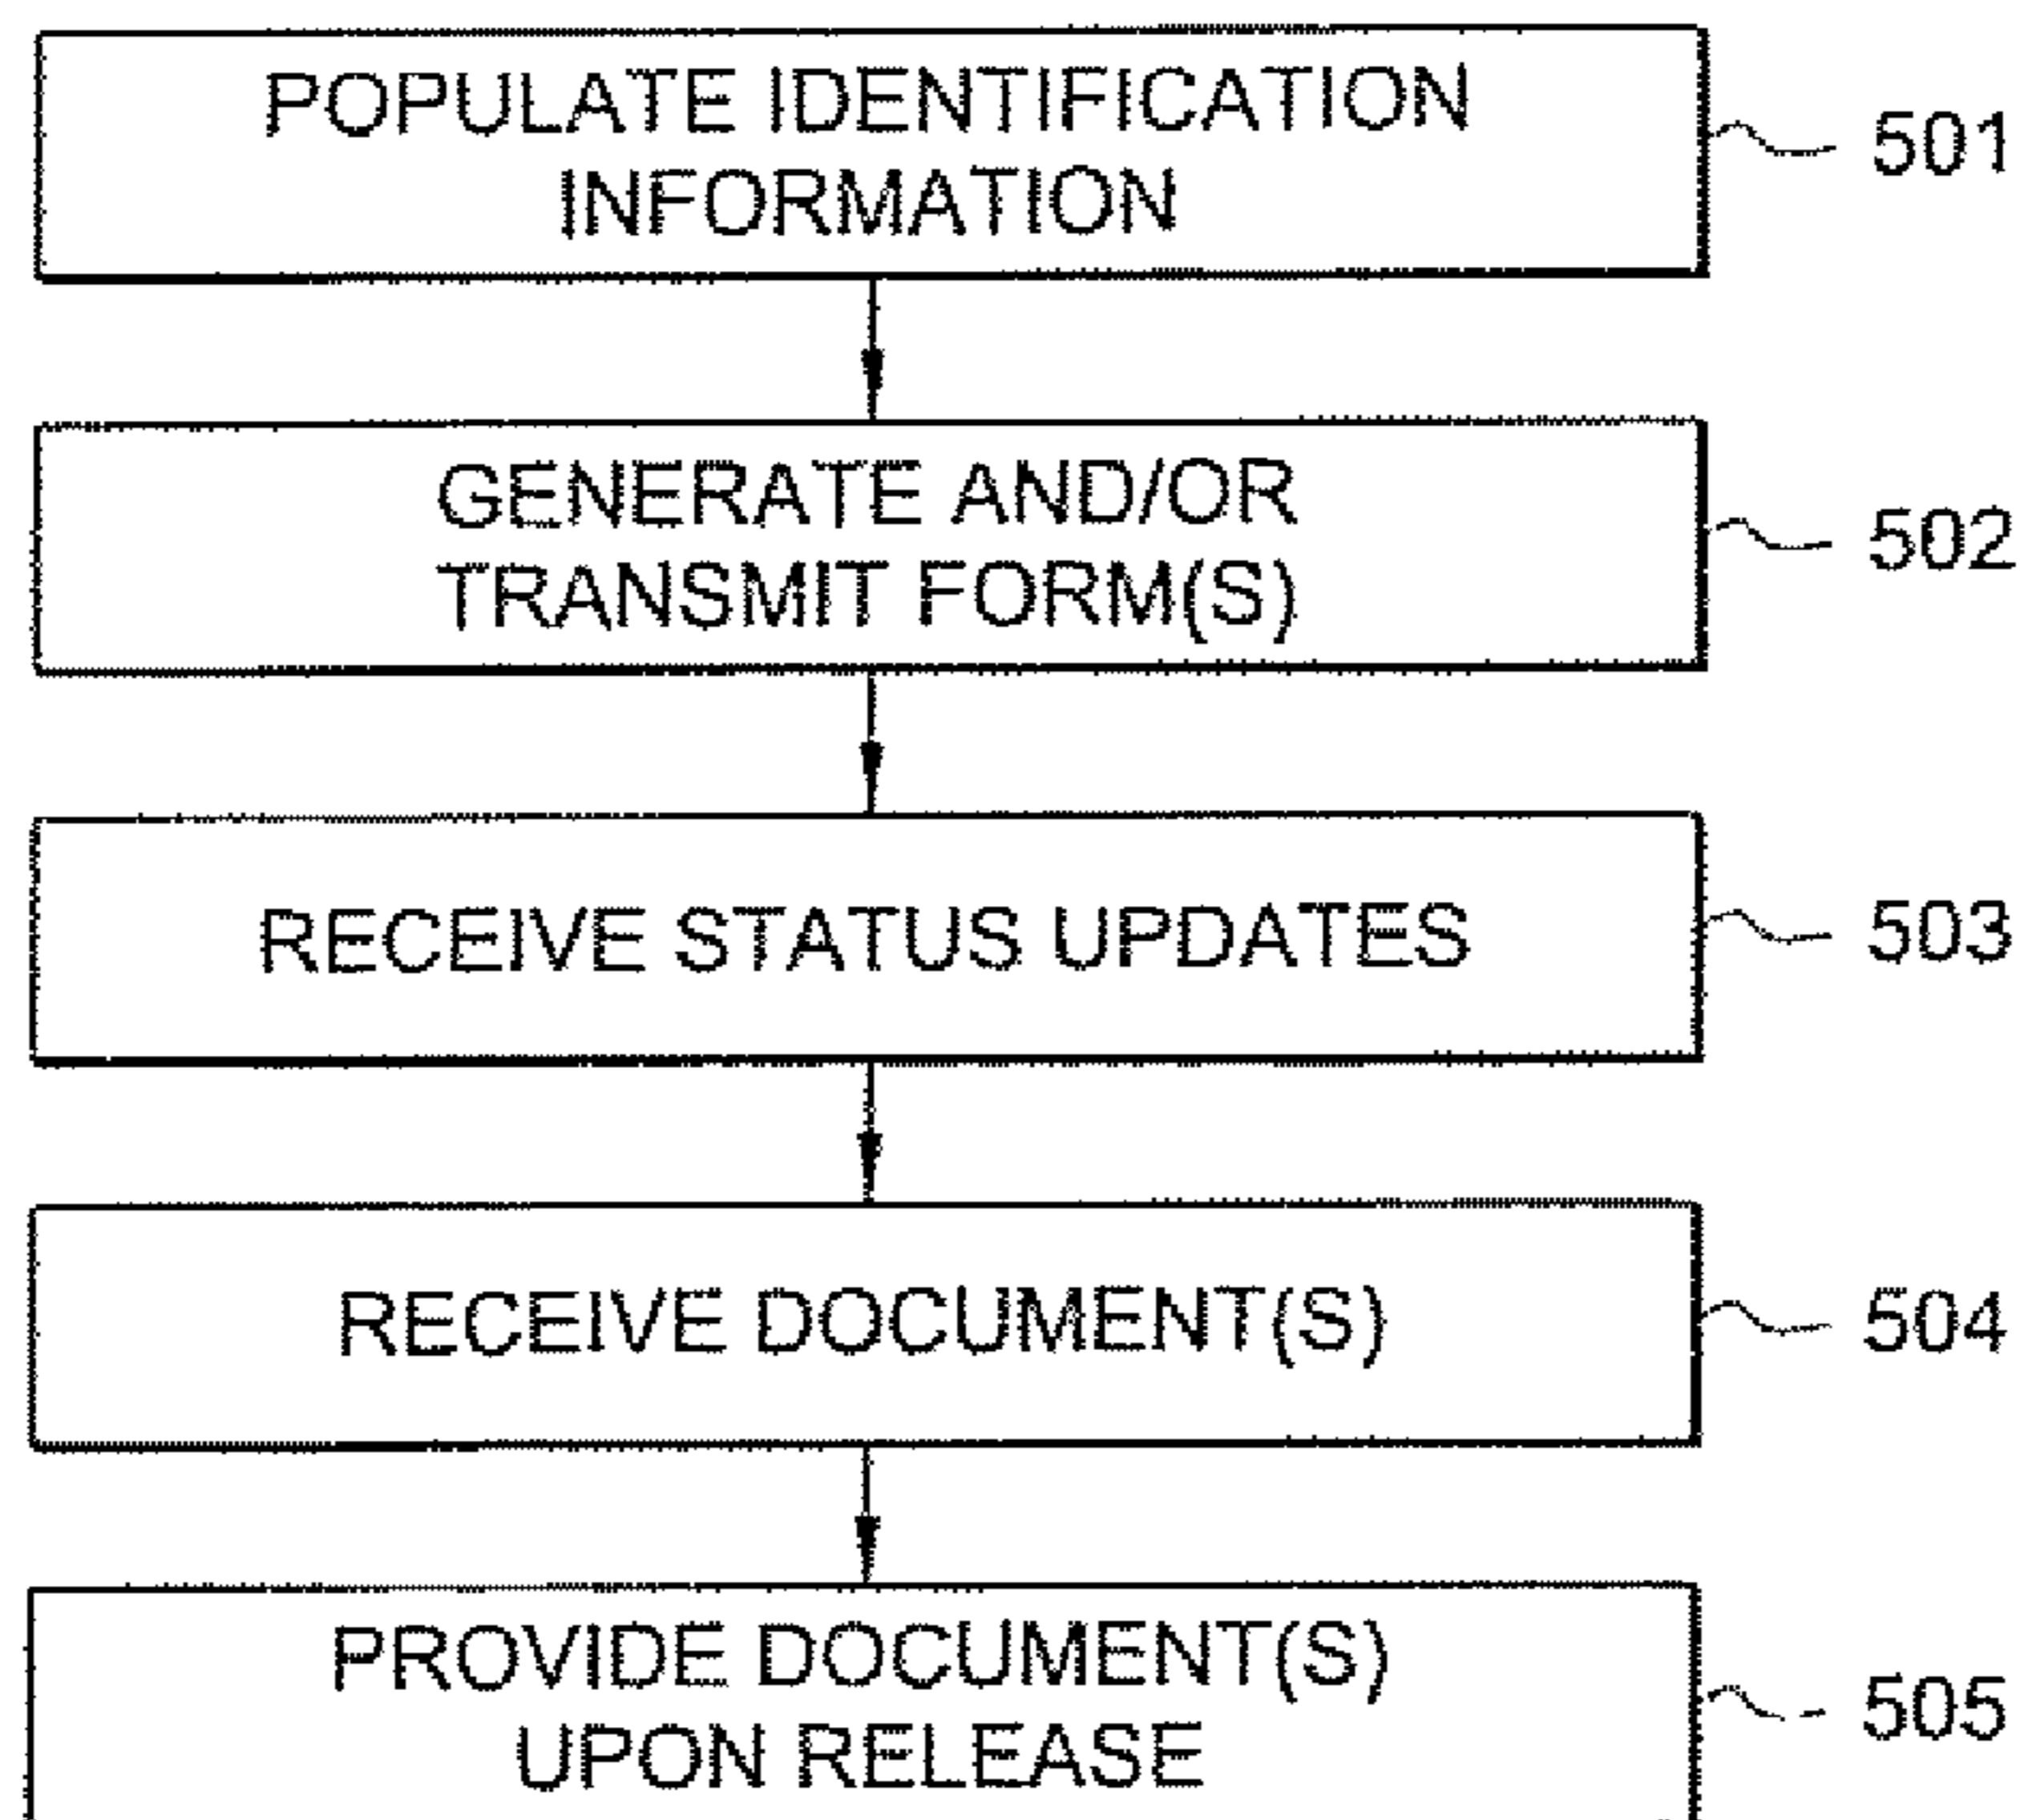 POPULATE IDENTIFICATION
INFORMATION
501
GENERATE AND/OR
TRANSMIT FORM(S)
502
RECEIVE STATUS UPDATES
503
RECEIVE DOCUMENT(S)
504
PROVIDE DOCUMENT(S)
UPON RELEASE
505